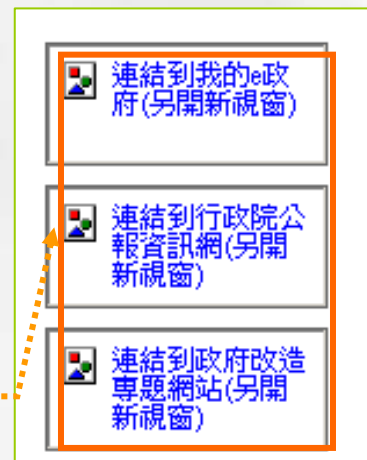 連結到我的e政
府(另開新視窗)
連結到行政院公
報資訊網(另開
新視窗)
連結到政府改造
專題網站(另開
新視窗)